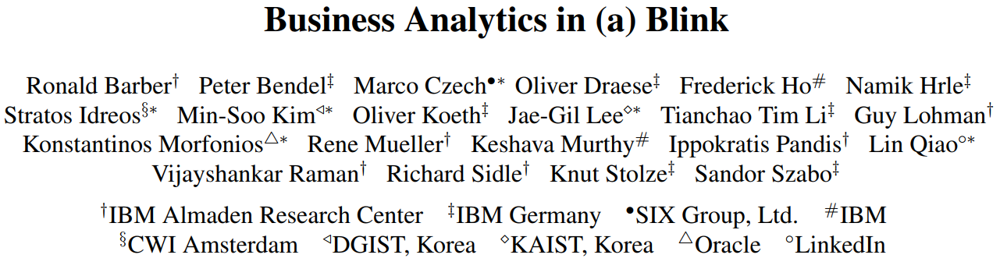 Business Analytics in (a) Blink
Ronald Barber† Peter Bendel‡ Marco Czech•* Oliver Draese‡ Frederick Ho# Namik Hrle‡
Stratos Idreos§* Min-Soo Kim◁* Oliver Koeth‡ Jae-Gil Lee⋄* Tianchao Tim Li‡ Guy Lohman†
Konstantinos Morfonios△* Rene Mueller† Keshava Murthy# Ippokratis Pandis† Lin Qiao○*
Vijayshankar Raman† Richard Sidle† Knut Stolze‡ Sandor Szabo‡
†IBM Almaden Research Center ‡IBM Germany •SIX Group, Ltd. #IBM
§CWI Amsterdam ◁DGIST, Korea ⋄KAIST, Korea △Oracle ○LinkedIn